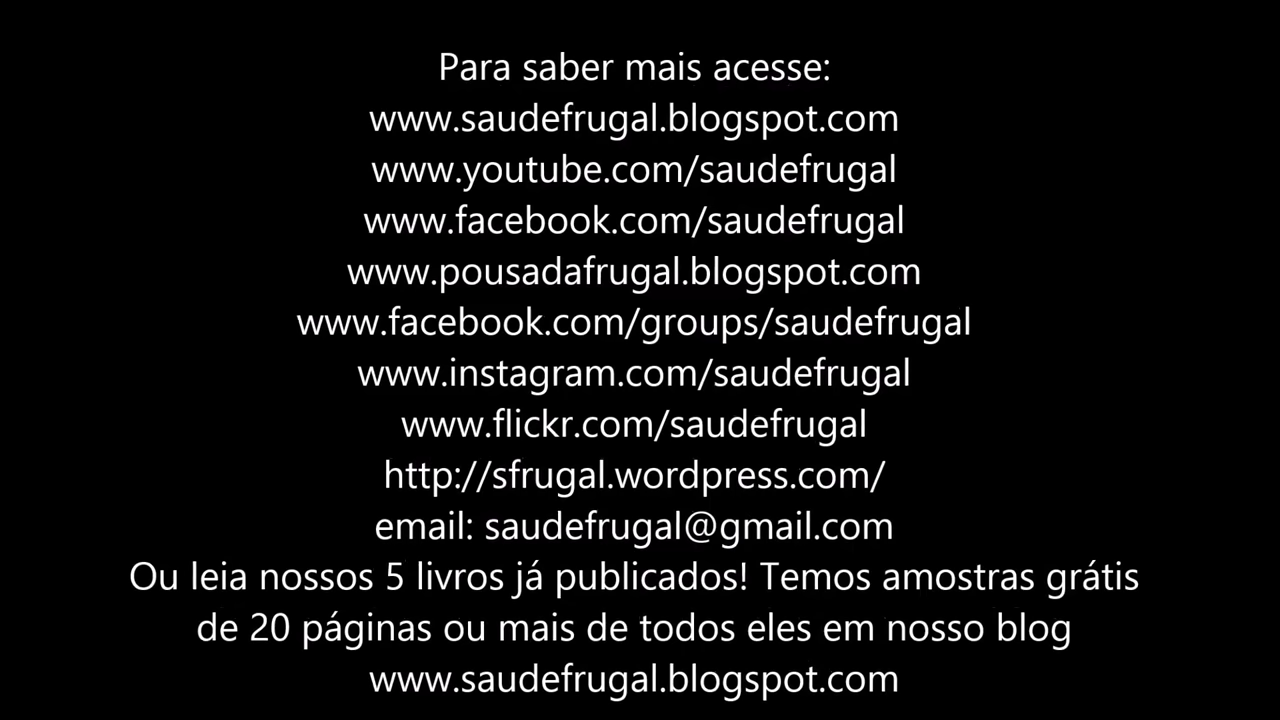 Para saber mais acesse:
www.saudefrugal.blogspot.com
www.youtube.com/saudefrugal
www.facebook.com/saudefrugal
www.pousadafrugal.blogspot.com
www.facebook.com/groups/saudefrugal
www.instagram.com/saudefrugal
www.flickr.com/saudefrugal
http://sfrugal.wordpress.com/
email: saudefrugal@gmail.com
Ou leia nossos 5 livros já publicados! Temos amostras grátis
de 20 páginas ou mais de todos eles em nosso blog
www.saudefrugal.blogspot.com